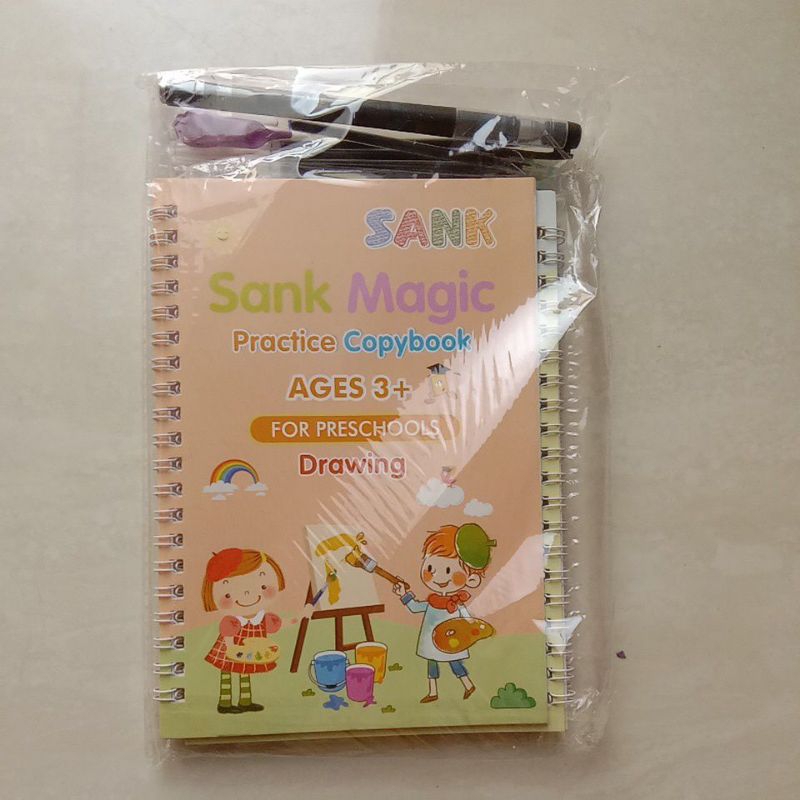 SANK
Sank Magic
Practice Copybook
AGES 3+
FOR PRESCHOOLS
Drawing